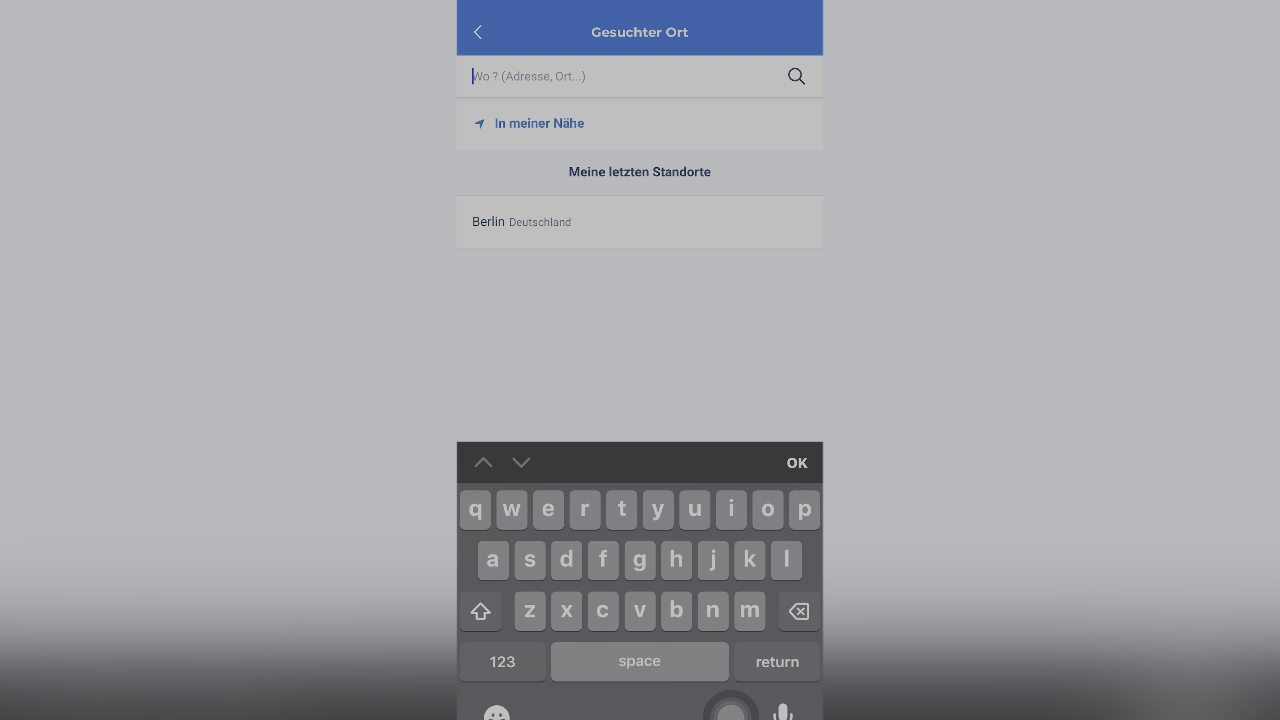 Gesuchter Ort
Wo ? (Adresse, Ort...)
In meiner Nähe
Meine letzten Standorte
Berlin Deutschland
OK
q w e r t y u i o p
a s d f g h j k l
z x c v b n m
123 space return